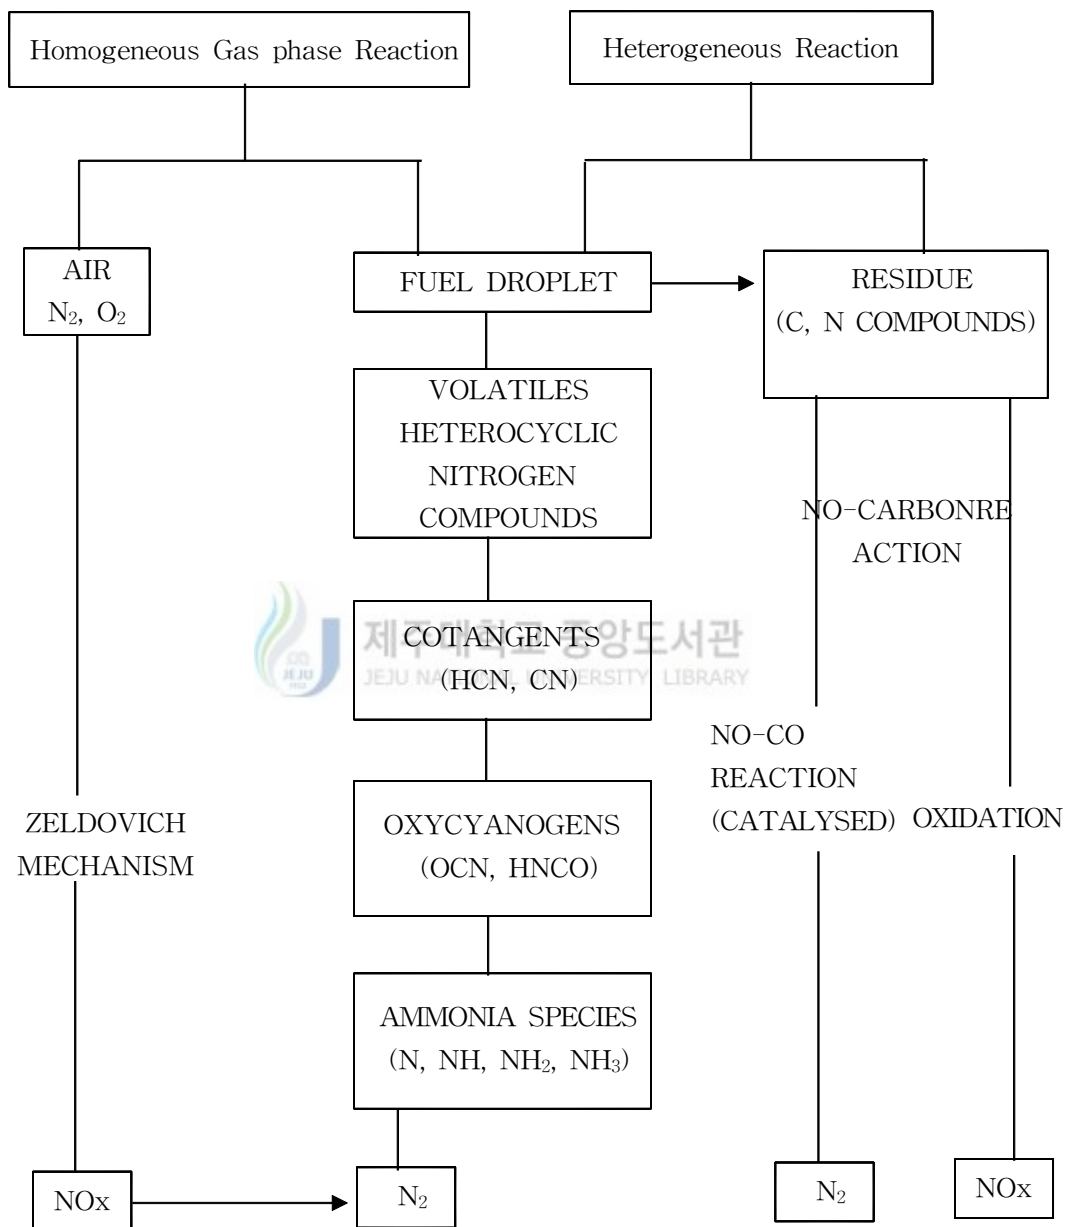 Homogeneous Gas phase Reaction
Heterogeneous Reaction
AIR
N₂, O₂
FUEL DROPLET
RESIDUE
(C, N COMPOUNDS)
VOLATILES
HETEROCYCLIC
NITROGEN
COMPOUNDS
NO-CARBONRE
ACTION
COTANGENTS
(HCN, CN)
제주대학교 중앙도서관
JEJU NATIONAL UNIVERSITY LIBRARY
JEJU
1952
NO-CO
REACTION
(CATALYSED)
OXIDATION
ZELDOVICH
MECHANISM
OXYCYANOGENS
(OCN, HNCO)
AMMONIA SPECIES
(N, NH, NH₂, NH₃)
NOx
N₂
N₂
NOx